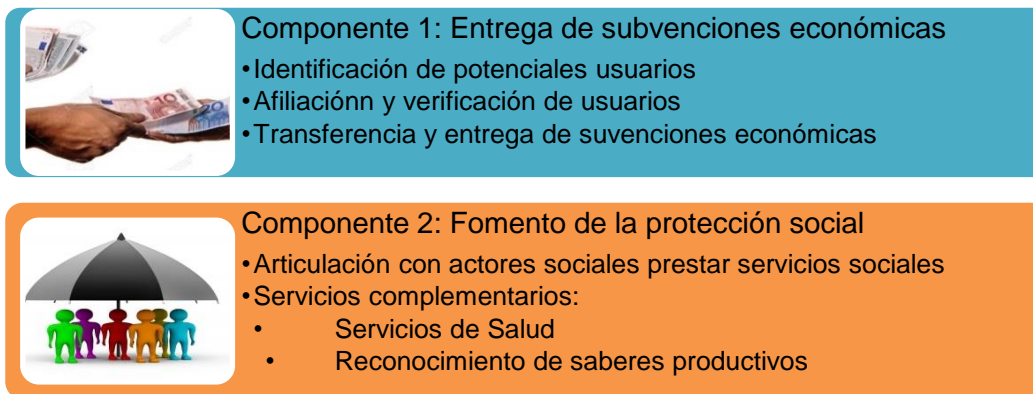 Componente 1: Entrega de subvenciones económicas
•Identificación de potenciales usuarios
•Afiliaciónn y verificación de usuarios
•Transferencia y entrega de suvenciones económicas
Componente 2: Fomento de la protección social
•Articulación con actores sociales prestar servicios sociales
•Servicios complementarios:
• Servicios de Salud
• Reconocimiento de saberes productivos